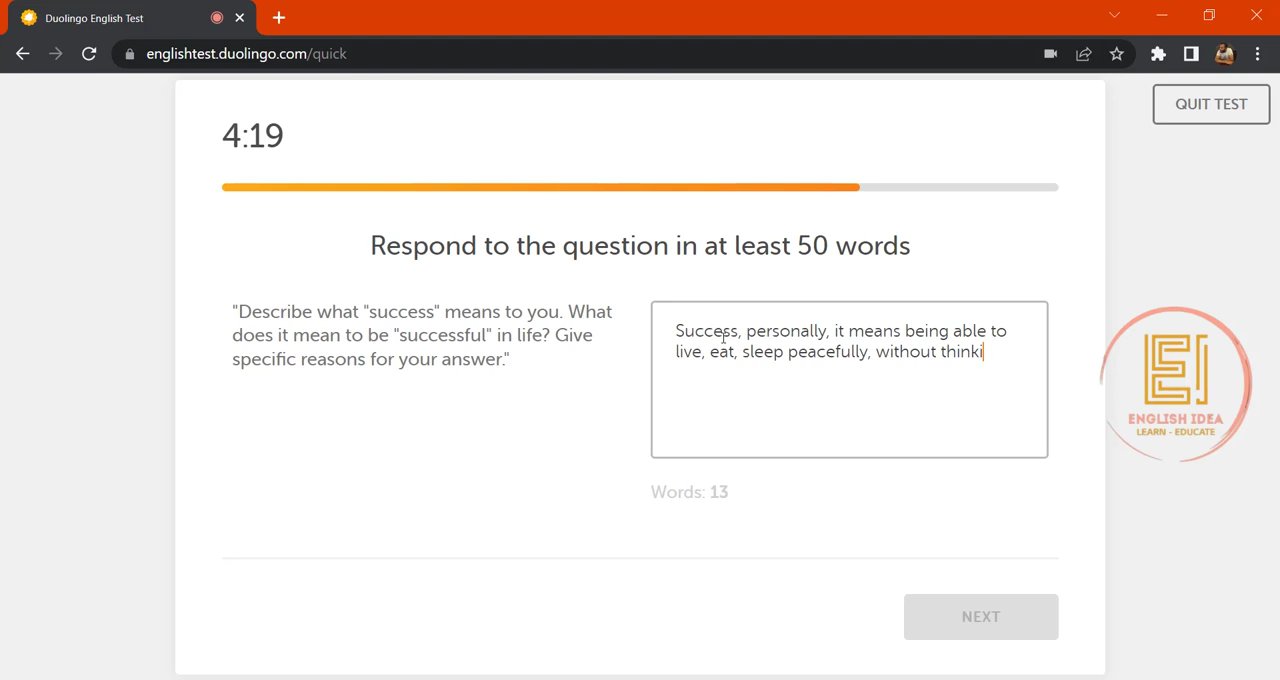 Duolingo English Test
englishtest.duolingo.com/quick
QUIT TEST
4:19
Respond to the question in at least 50 words
"Describe what "success" means to you. What
does it mean to be "successful" in life? Give
specific reasons for your answer."
Success, personally, it means being able to
live, eat, sleep peacefully, without thinki
Words: 13
NEXT
EI
ENGLISH IDEA
LEARN - EDUCATE